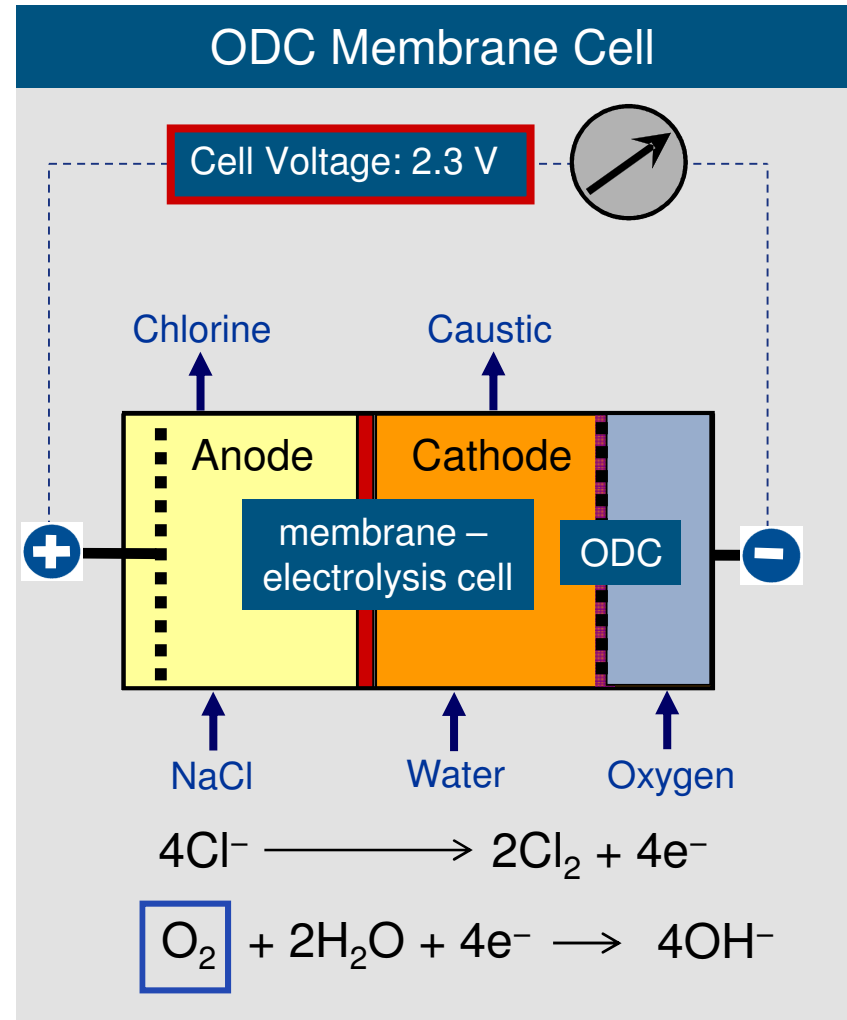 ODC Membrane Cell
Cell Voltage: 2.3 V
Chlorine
Caustic
Anode
Cathode
membrane –
electrolysis cell
ODC
+
–
NaCl
Water
Oxygen
4Cl⁻ ⟶ 2Cl₂ + 4e⁻
O₂ + 2H₂O + 4e⁻ ⟶ 4OH⁻